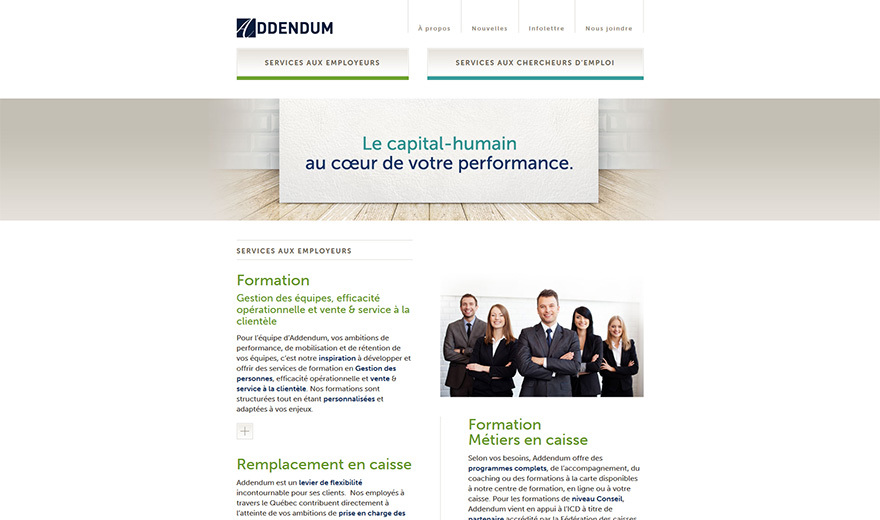 ADDENDUM
À propos
Nouvelles
Infolettre
Nous joindre
SERVICES AUX EMPLOYEURS
SERVICES AUX CHERCHEURS D'EMPLOI
Le capital-humain
au cœur de votre performance.
SERVICES AUX EMPLOYEURS
Formation
Gestion des équipes, efficacité
opérationnelle et vente & service à la
clientèle
Pour l'équipe d'Addendum, vos ambitions de
performance, de mobilisation et de rétention de
vos équipes, c'est notre inspiration à développer et
offrir des services de formation en Gestion des
personnes, efficacité opérationnelle et vente &
service à la clientèle. Nos formations sont
structurées tout en étant personnalisées et
adaptées à vos enjeux.
+
Remplacement en caisse
Addendum est un levier de flexibilité
incontournable pour ses clients. Nos employés à
travers le Québec contribuent directement à
l'atteinte de vos ambitions de prise en charge des
Formation
Métiers en caisse
Selon vos besoins, Addendum offre des
programmes complets, de l'accompagnement, du
coaching ou des formations à la carte disponibles
à notre centre de formation, en ligne ou à votre
caisse. Pour les formations de niveau Conseil,
Addendum vient en appui à l'ICD à titre de
partenaire accrédité par la Fédération des caisses